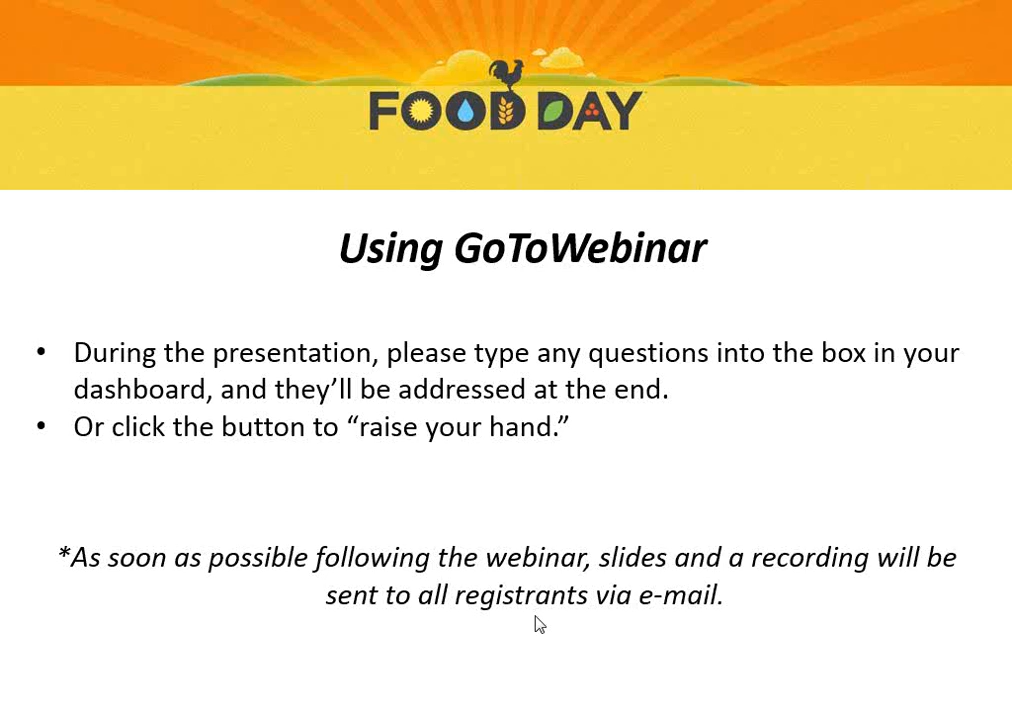 FOOD DAY
Using GoToWebinar
• During the presentation, please type any questions into the box in your
dashboard, and they’ll be addressed at the end.
• Or click the button to “raise your hand.”
*As soon as possible following the webinar, slides and a recording will be
sent to all registrants via e-mail.